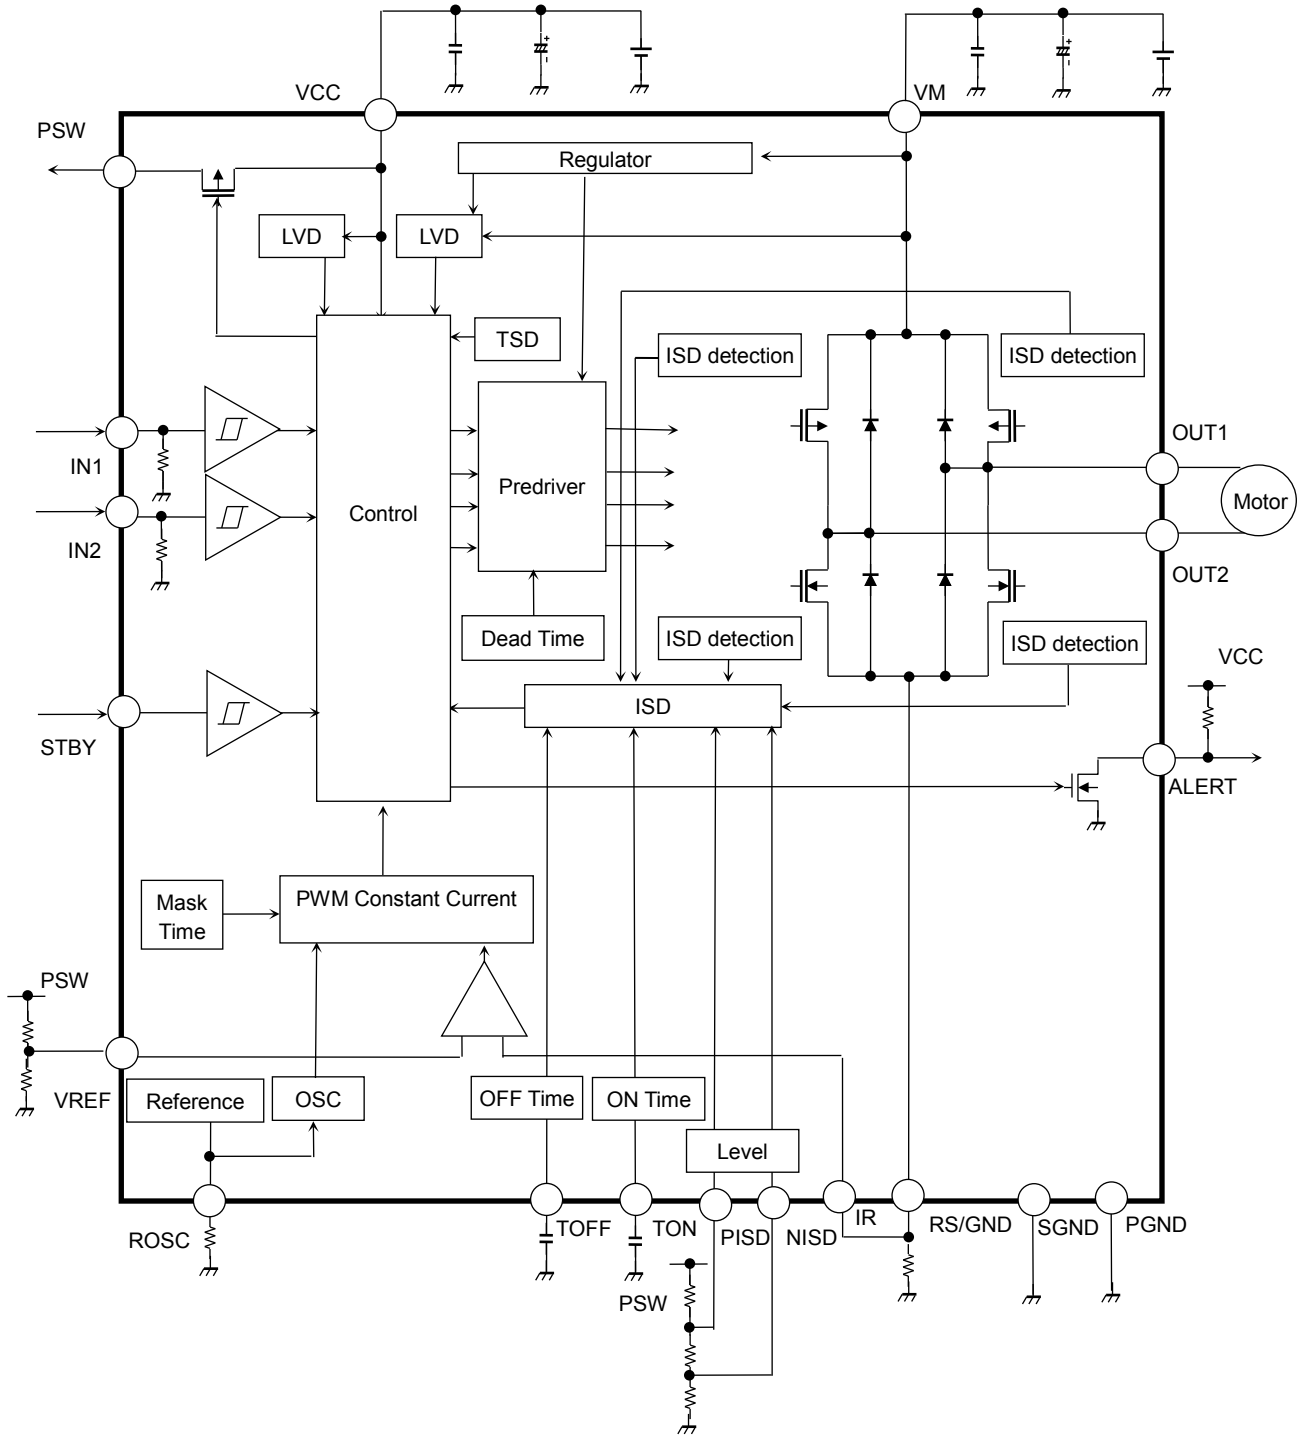 +
-
+
-
VCC
VM
PSW
Regulator
LVD
LVD
TSD
ISD detection
ISD detection
OUT1
IN1
Predriver
Motor
Control
IN2
OUT2
Dead Time
ISD detection
ISD detection
VCC
ISD
STBY
ALERT
Mask
Time
PWM Constant Current
PSW
VREF
Reference
OSC
OFF Time
ON Time
Level
ROSC
TOFF
TON
PISD
NISD
IR
RS/GND
SGND
PGND
PSW